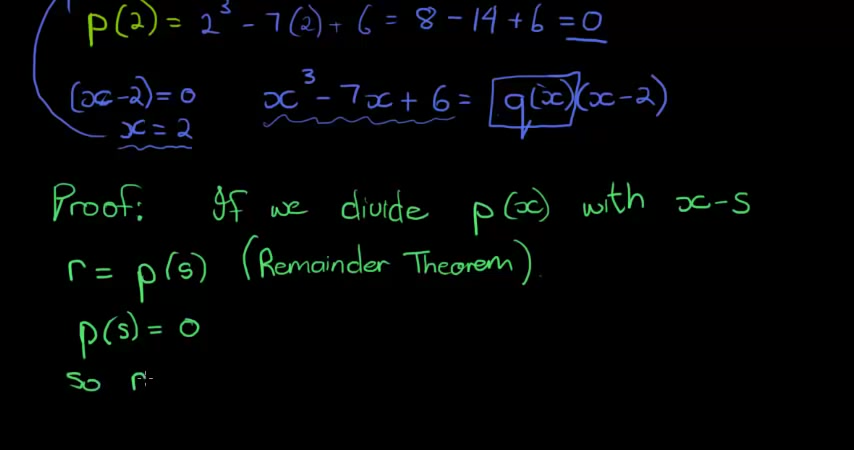 p(2) = 2³ - 7(2) + 6 = 8 - 14 + 6 = 0
(x-2) = 0 x³ - 7x + 6 = q(x)(x-2)
x = 2
Proof: If we divide p(x) with x-s
r = p(s) (Remainder Theorem).
p(s) = 0
so r